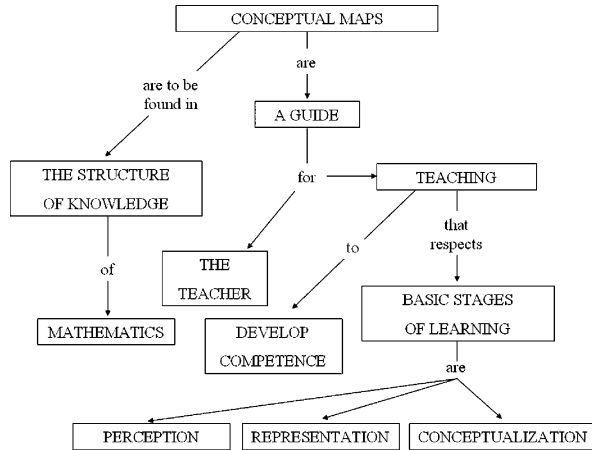 CONCEPTUAL MAPS
are to be
found in
are
A GUIDE
THE STRUCTURE
OF KNOWLEDGE
for
TEACHING
of
THE
TEACHER
to
that
respects
MATHEMATICS
DEVELOP
COMPETENCE
BASIC STAGES
OF LEARNING
are
PERCEPTION
REPRESENTATION
CONCEPTUALIZATION